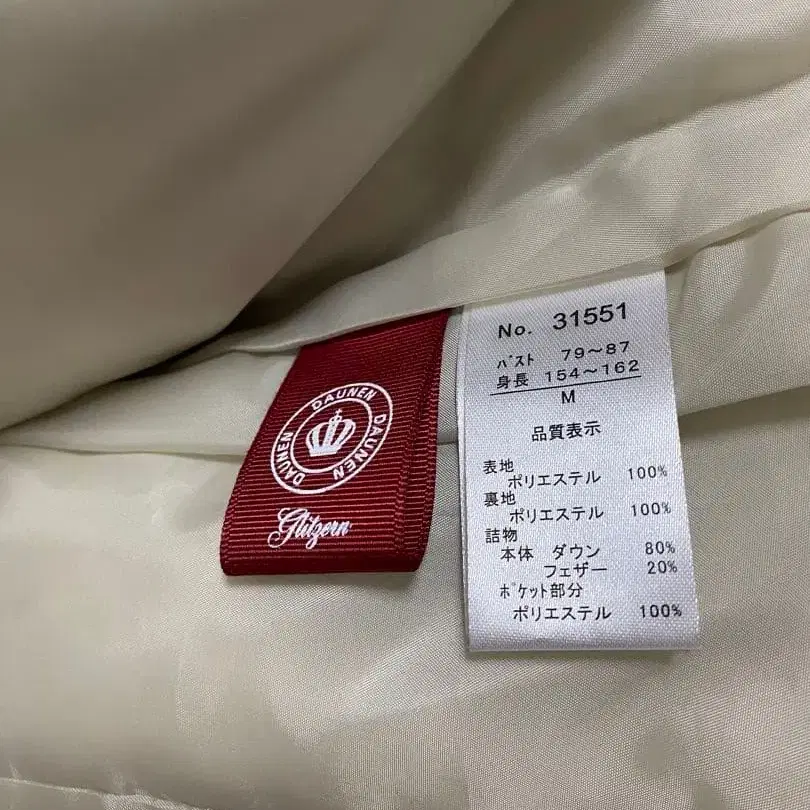 DAUNEN DAUNEN DAUNEN
Glitzern
No. 31551
バスト 79～87
身長 154～162
M
品質表示
表地
ポリエステル 100%
裏地
ポリエステル 100%
詰物
本体 ダウン 80%
フェザー 20%
ポケット部分
ポリエステル 100%